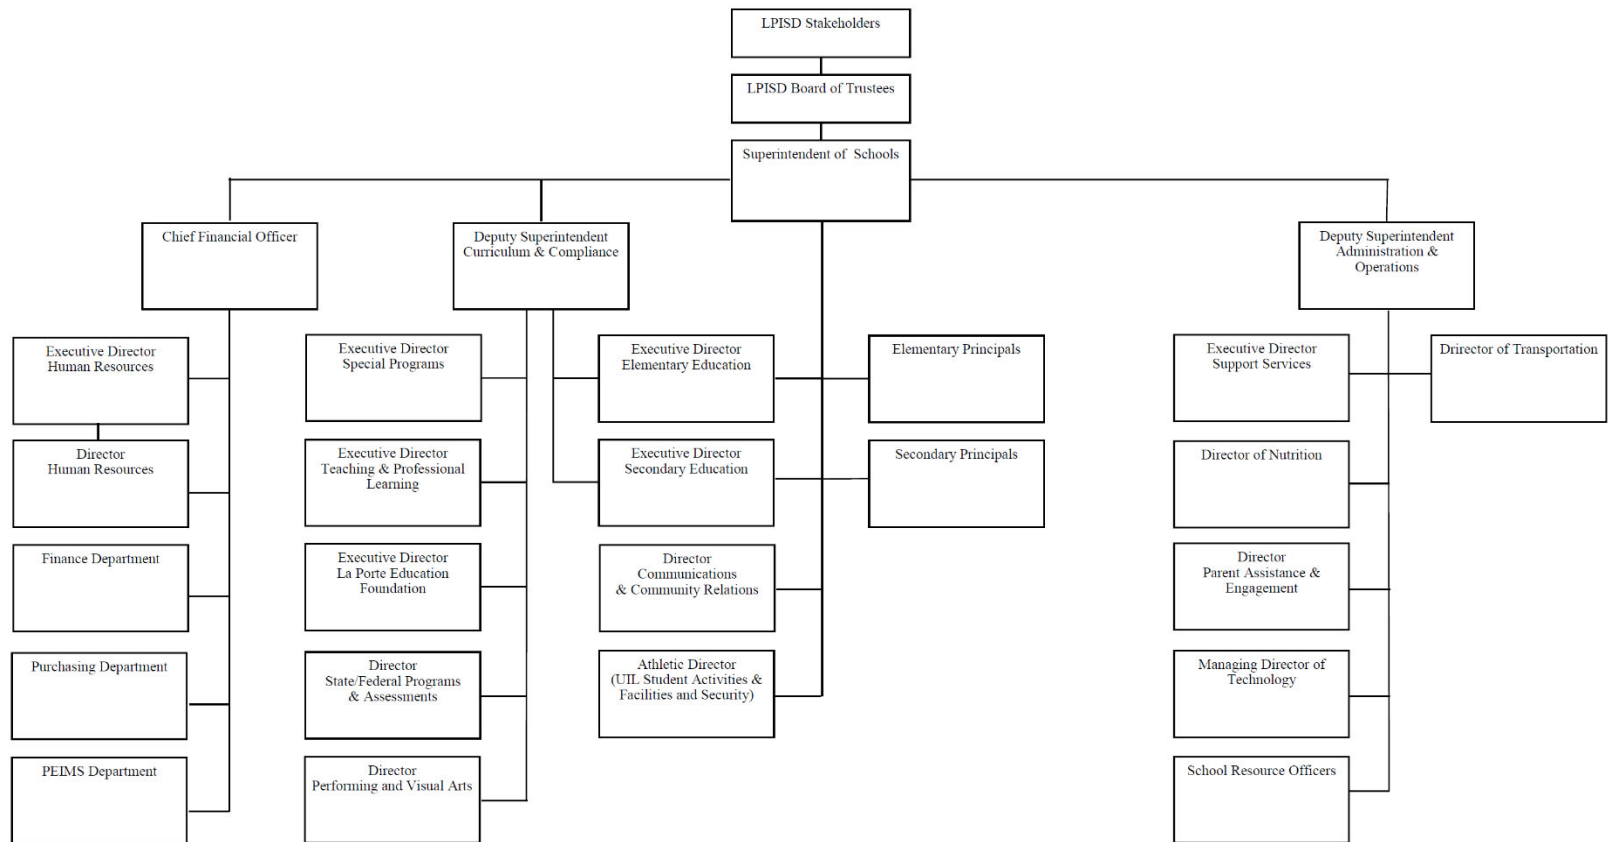 LPISD Stakeholders
LPISD Board of Trustees
Superintendent of Schools
Chief Financial Officer
Deputy Superintendent
Curriculum & Compliance
Deputy Superintendent
Administration &
Operations
Executive Director
Human Resources
Executive Director
Special Programs
Executive Director
Elementary Education
Elementary Principals
Executive Director
Support Services
Drirector of Transportation
Director
Human Resources
Executive Director
Teaching & Professional
Learning
Executive Director
Secondary Education
Secondary Principals
Director of Nutrition
Finance Department
Executive Director
La Porte Education
Foundation
Director
Communications
& Community Relations
Director
Parent Assistance &
Engagement
Purchasing Department
Director
State/Federal Programs
& Assessments
Athletic Director
(UIL Student Activities &
Facilities and Security)
Managing Director of
Technology
PEIMS Department
Director
Performing and Visual Arts
School Resource Officers